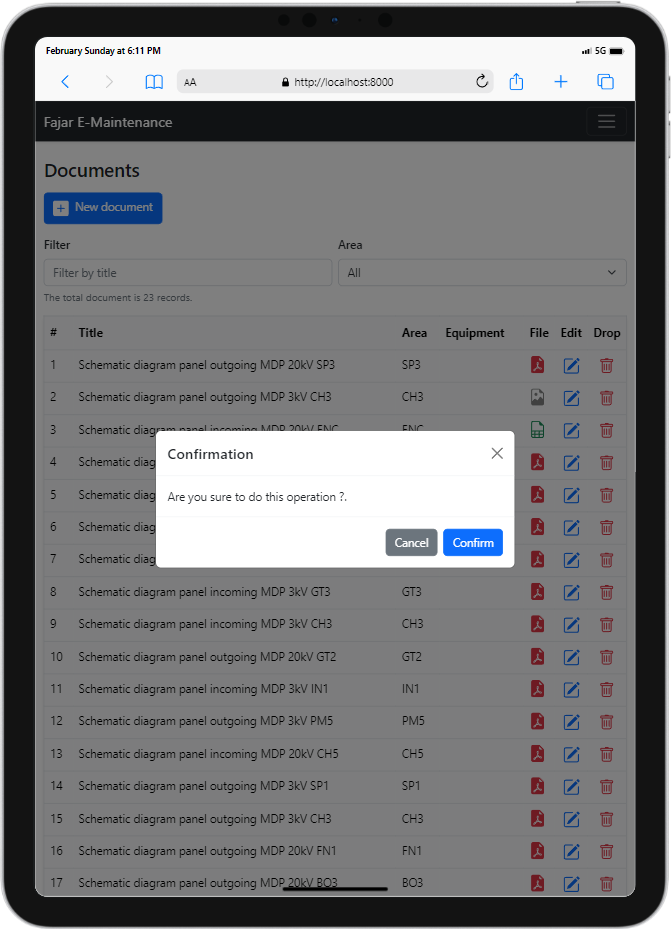 February Sunday at 6:11 PM
5G
AA http://localhost:8000
Fajar E-Maintenance
Documents
New document
Filter Area
Filter by title All
The total document is 23 records.
# Title Area Equipment File Edit Drop
1 Schematic diagram panel outgoing MDP 20kV SP3 SP3
2 Schematic diagram panel outgoing MDP 3kV CH3 CH3
3 Schematic diagram panel incoming MDP 20kV ENC ENC
4 Schematic diag
5 Schematic diag
6 Schematic diag
7 Schematic diag
Confirmation
Are you sure to do this operation ?.
Cancel Confirm
8 Schematic diagram panel incoming MDP 3kV GT3 GT3
9 Schematic diagram panel incoming MDP 3kV CH3 CH3
10 Schematic diagram panel outgoing MDP 20kV GT2 GT2
11 Schematic diagram panel incoming MDP 3kV IN1 IN1
12 Schematic diagram panel outgoing MDP 3kV PM5 PM5
13 Schematic diagram panel incoming MDP 20kV CH5 CH5
14 Schematic diagram panel outgoing MDP 3kV SP1 SP1
15 Schematic diagram panel outgoing MDP 3kV CH3 CH3
16 Schematic diagram panel outgoing MDP 20kV FN1 FN1
17 Schematic diagram panel outgoing MDP 20kV BO3 BO3